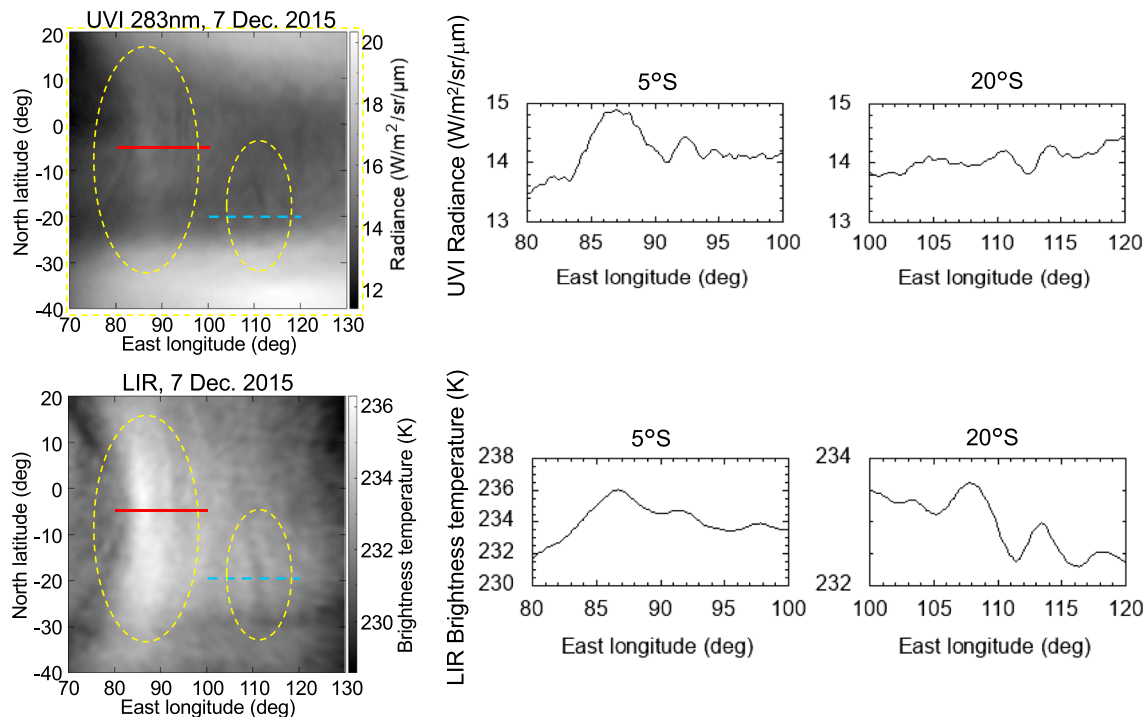 UVI 283nm, 7 Dec. 2015
North latitude (deg)
20
10
0
-10
-20
-30
-40
70 80 90 100 110 120 130
East longitude (deg)
20
18
16
14
12
Radiance (W/m²/sr/μm)
UVI Radiance (W/m²/sr/μm)
5°S
15
14
13
80 85 90 95 100
East longitude (deg)
20°S
15
14
13
100 105 110 115 120
East longitude (deg)
LIR, 7 Dec. 2015
North latitude (deg)
20
10
0
-10
-20
-30
-40
70 80 90 100 110 120 130
East longitude (deg)
236
234
232
230
Brightness temperature (K)
LIR Brightness temperature (K)
5°S
238
236
234
232
230
80 85 90 95 100
East longitude (deg)
20°S
234
232
100 105 110 115 120
East longitude (deg)